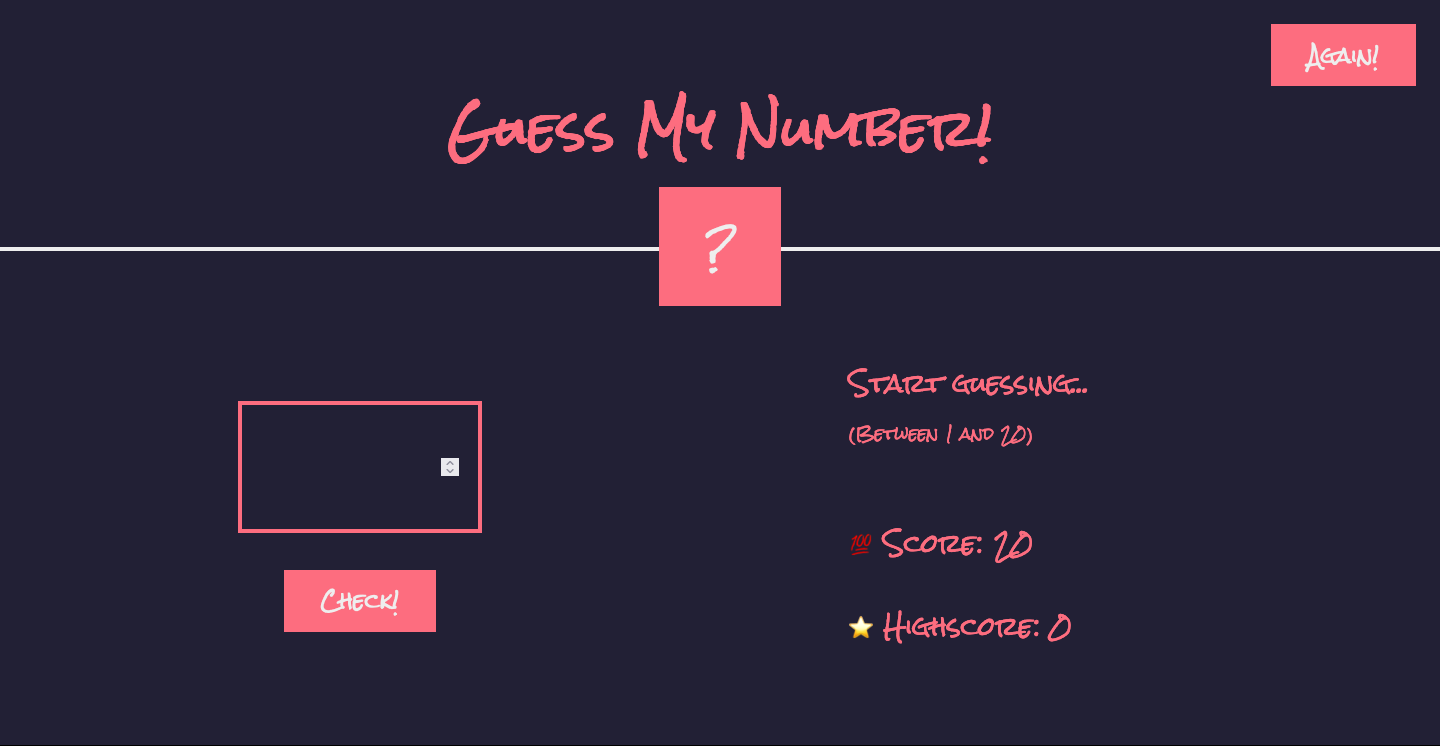 Again!
Guess My Number!
?
Start guessing...
(Between 1 and 20)
Check!
💯 Score: 20
⭐ Highscore: 0